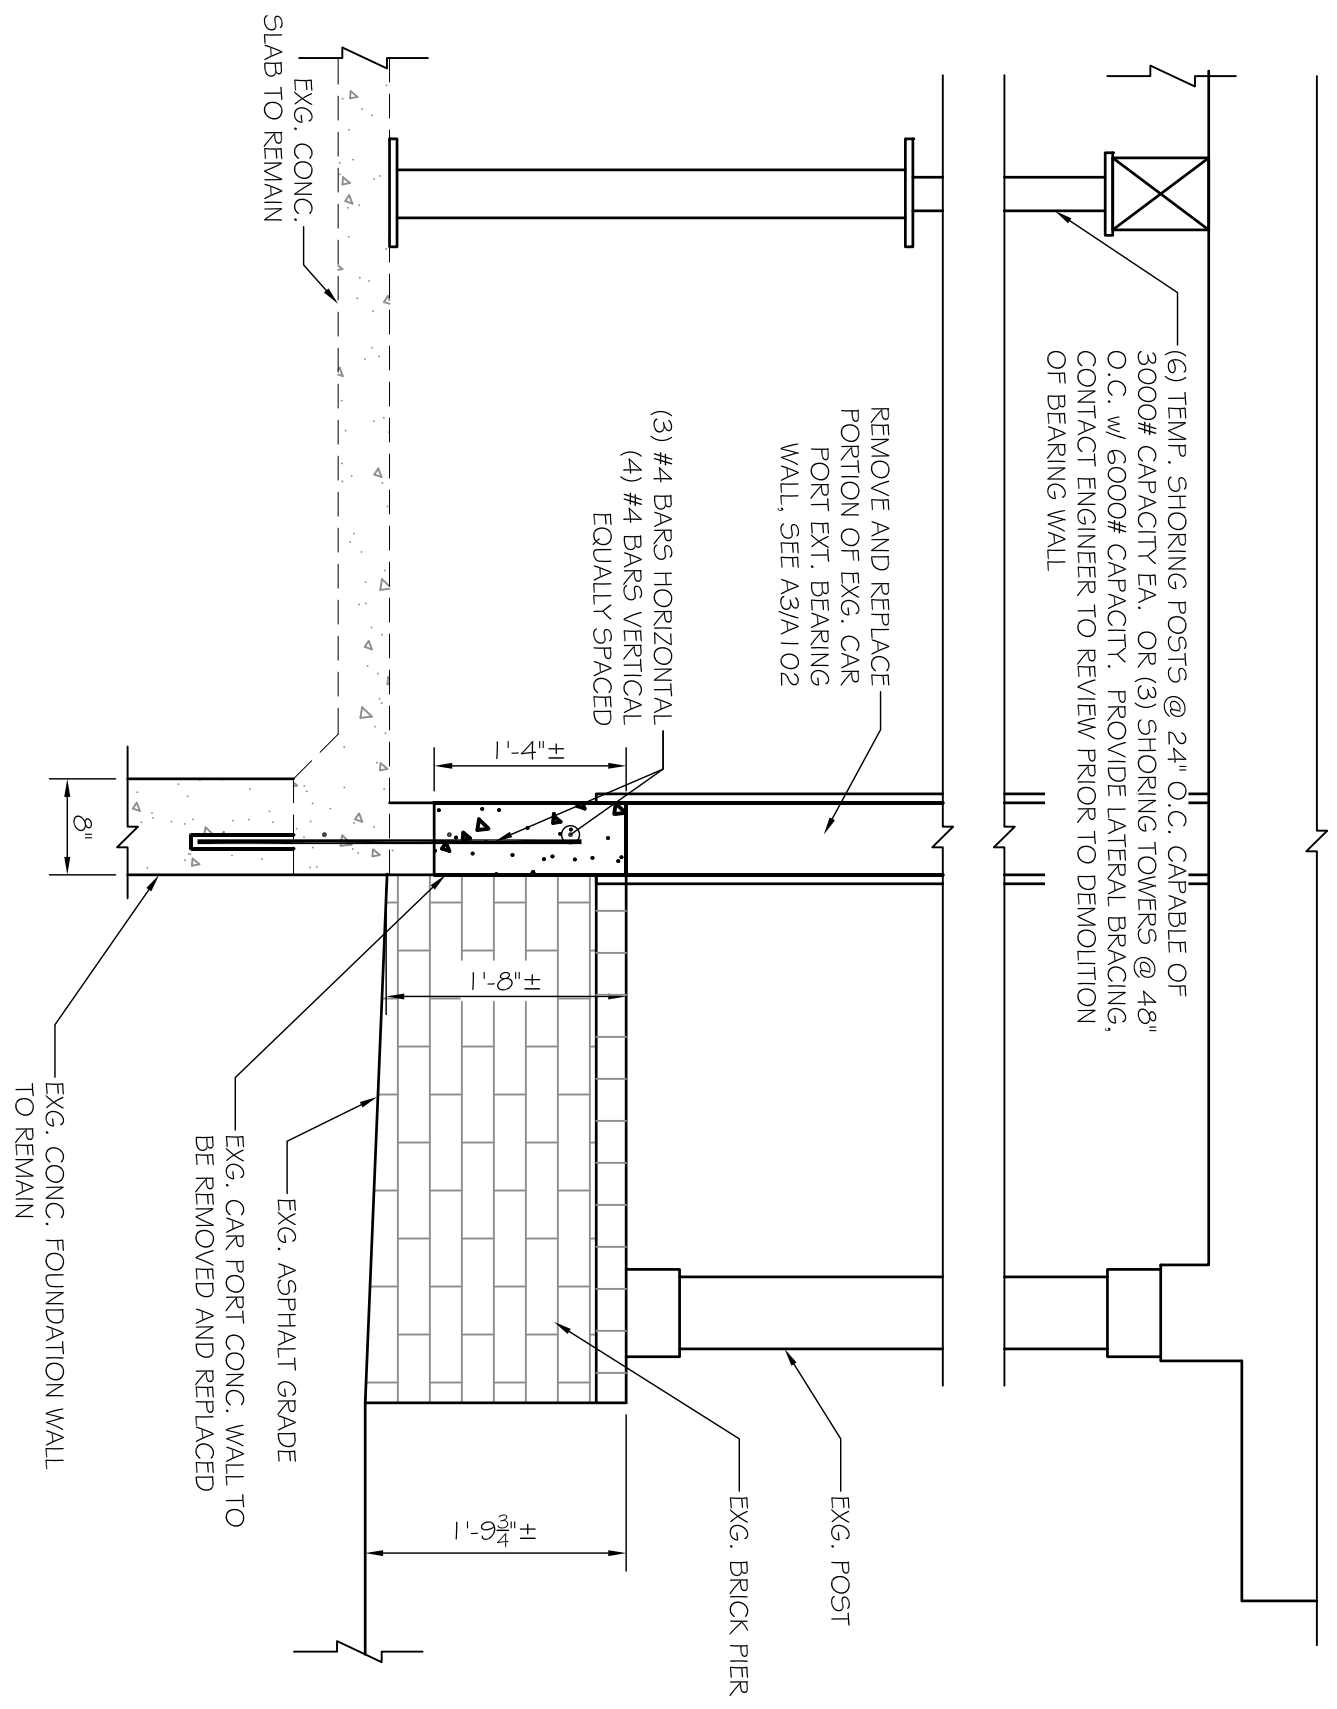 (6) TEMP. SHORING POSTS @ 24" O.C. CAPABLE OF
3000# CAPACITY EA. OR (3) SHORING TOWERS @ 48"
O.C. w/ 6000# CAPACITY. PROVIDE LATERAL BRACING,
CONTACT ENGINEER TO REVIEW PRIOR TO DEMOLITION
OF BEARING WALL
REMOVE AND REPLACE
PORTION OF EXG. CAR
PORT EXT. BEARING
WALL, SEE A3/A102
(3) #4 BARS HORIZONTAL
(4) #4 BARS VERTICAL
EQUALLY SPACED
EXG. CONC.
SLAB TO REMAIN
1'-4"±
1'-8"±
1'-9¾"±
8"
EXG. POST
EXG. BRICK PIER
EXG. ASPHALT GRADE
EXG. CAR PORT CONC. WALL TO
BE REMOVED AND REPLACED
EXG. CONC. FOUNDATION WALL
TO REMAIN